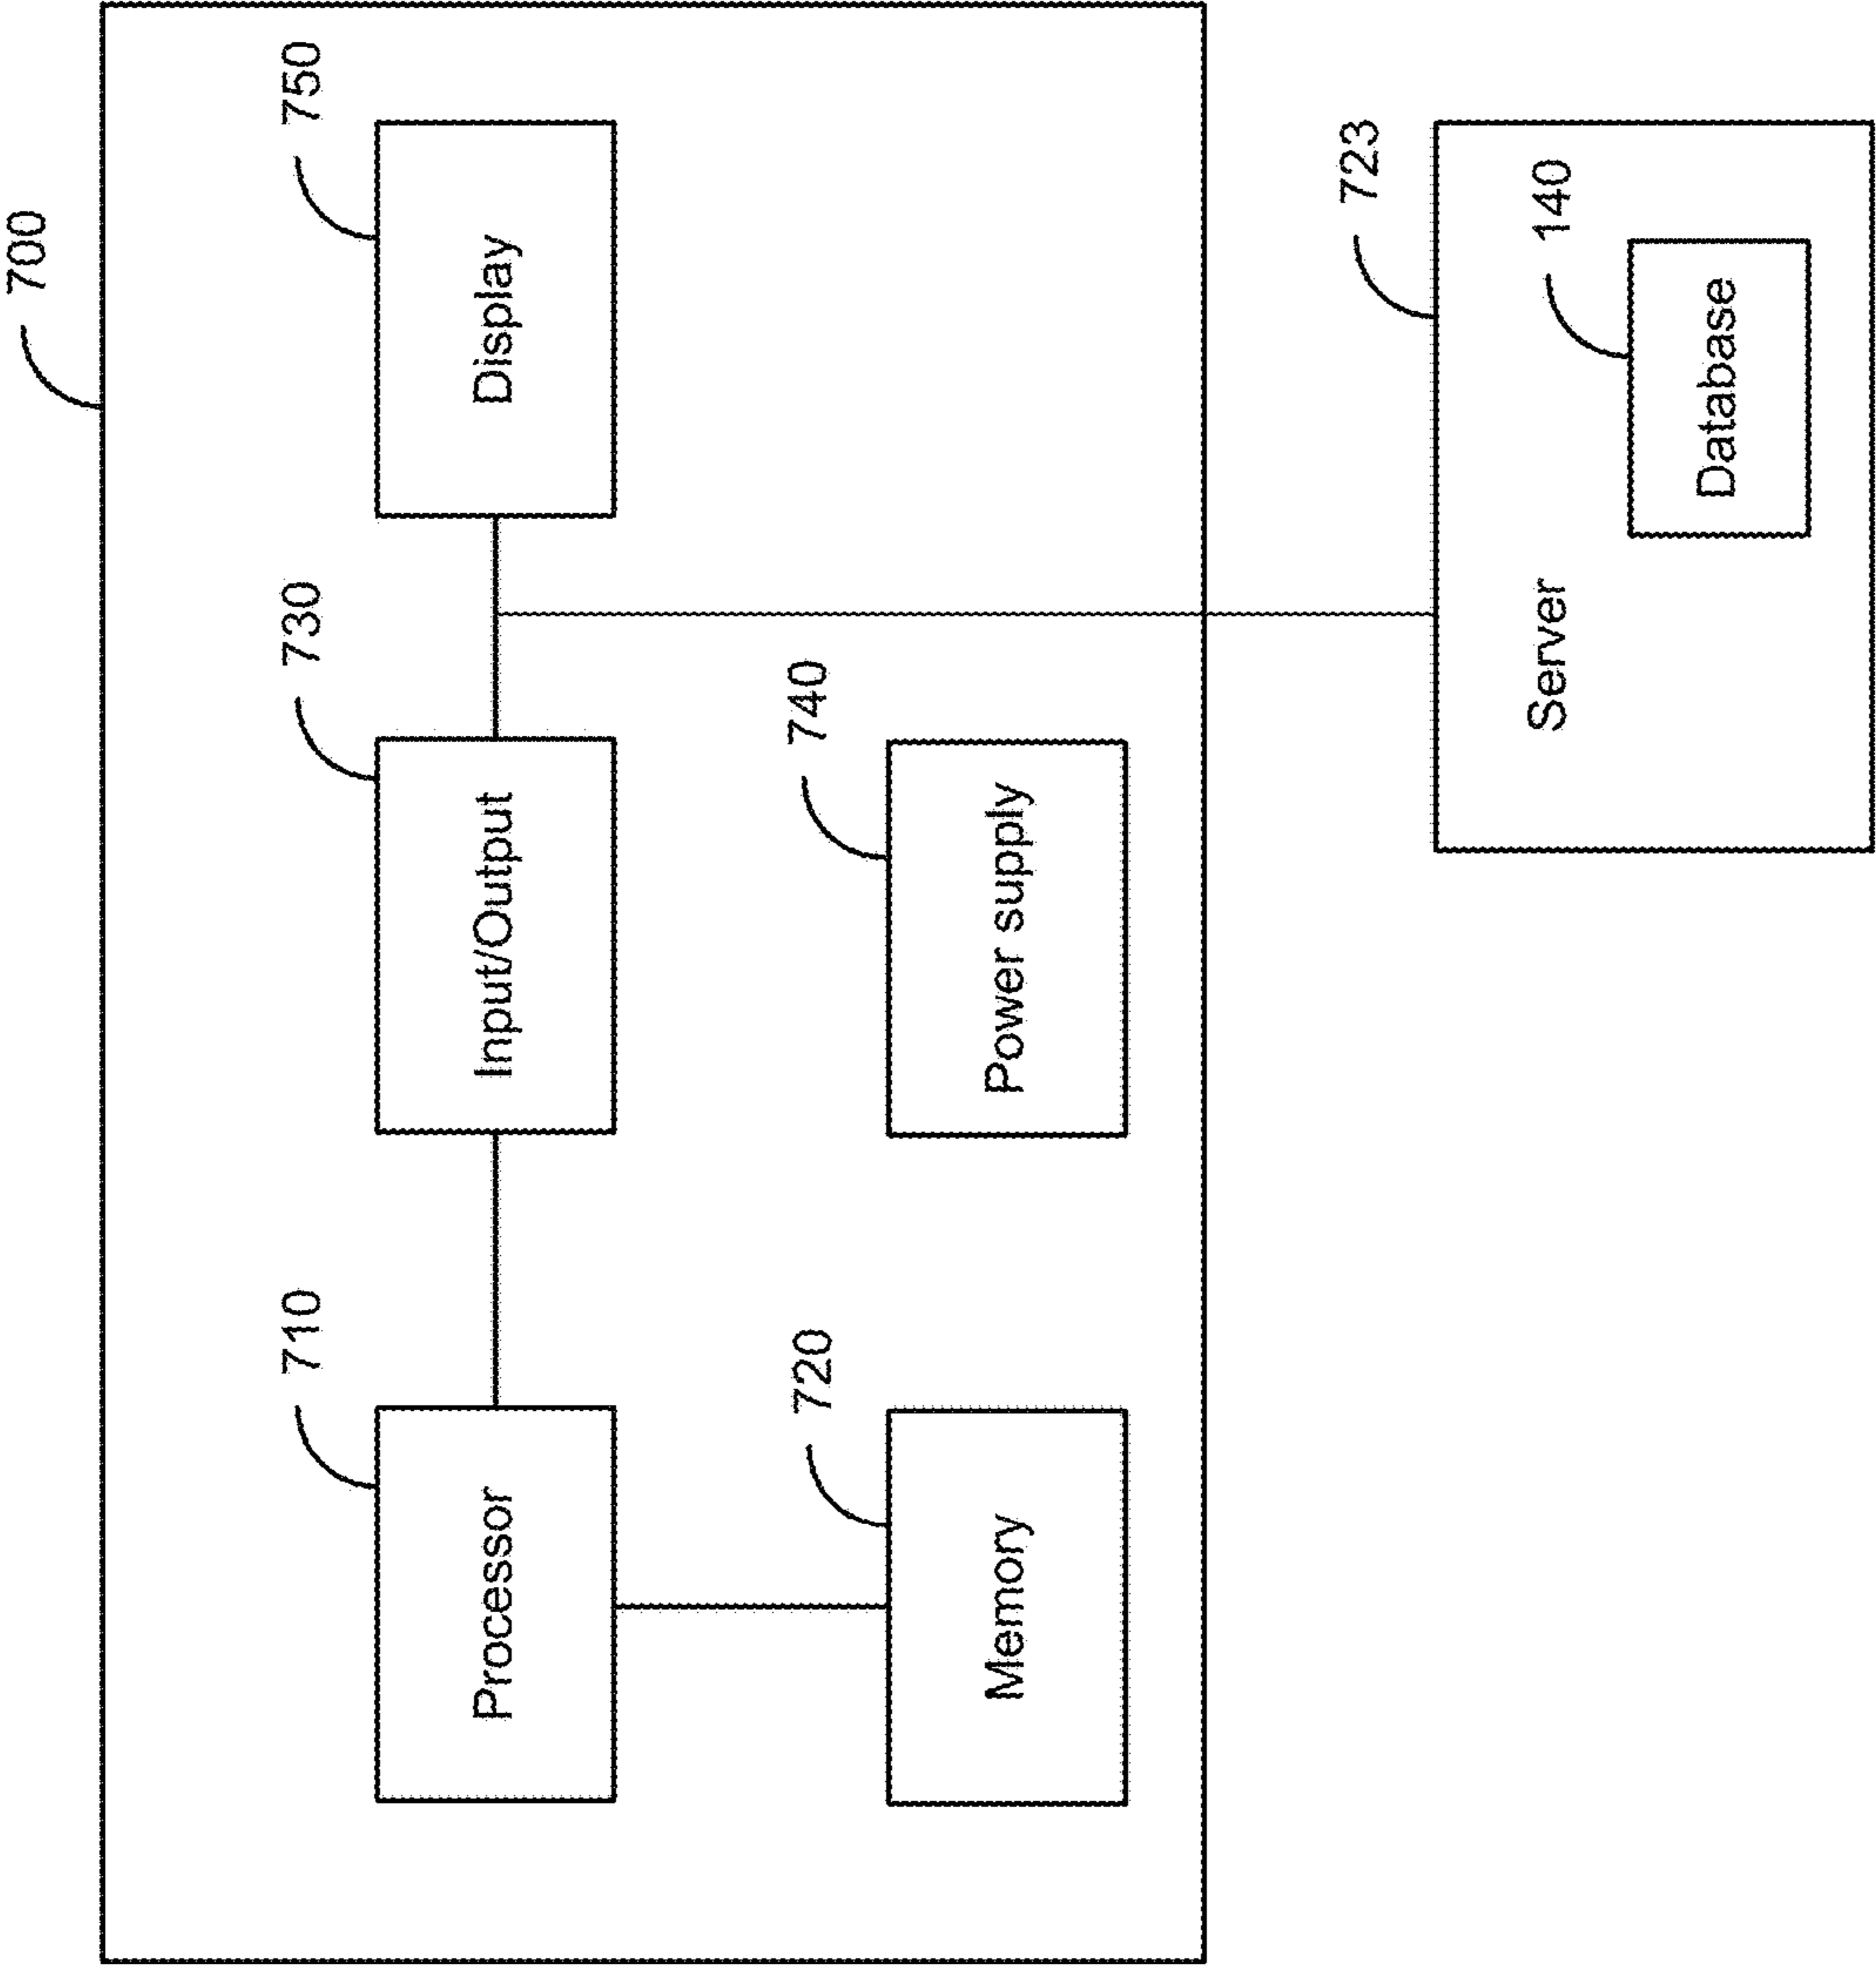 700
710
730
750
Processor
Input/Output
Display
720
740
Memory
Power supply
723
Server
140
Database